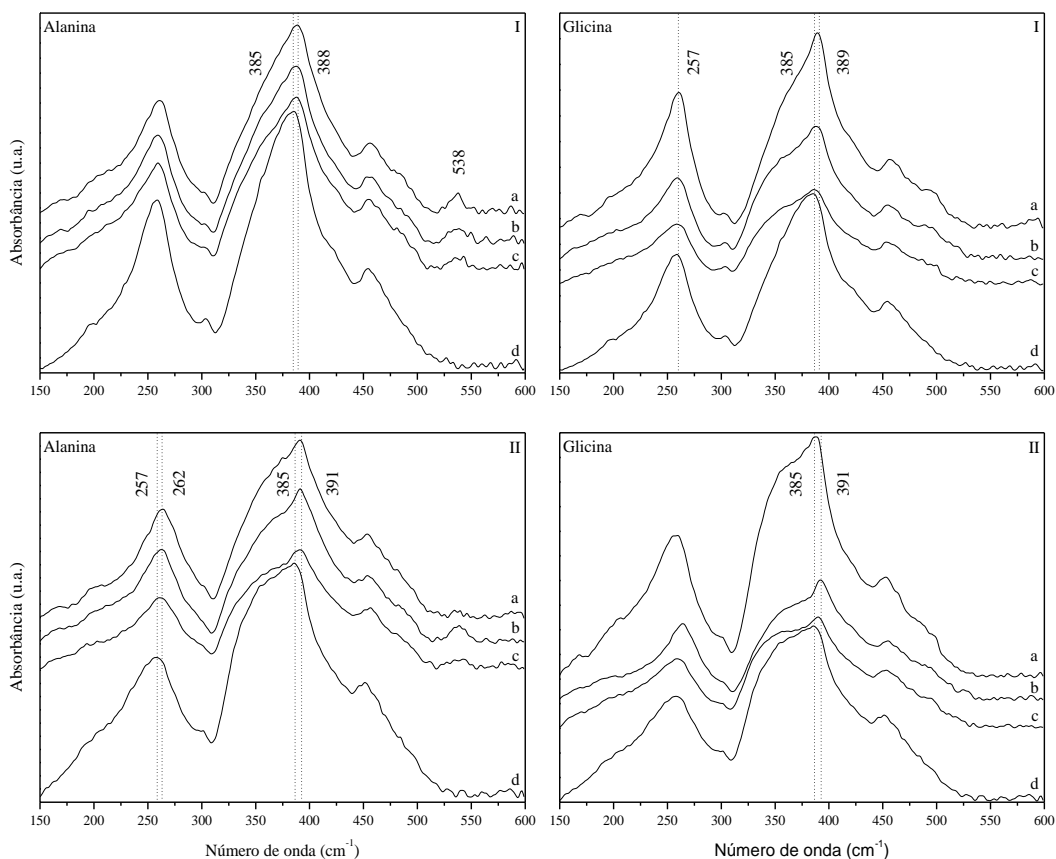 Alanina I
385 388
538
a
b
c
d
150 200 250 300 350 400 450 500 550 600
Absorbância (u.a.)
Glicina I
257 385 389
a
b
c
d
150 200 250 300 350 400 450 500 550 600
Alanina II
257 262 385 391
a
b
c
d
150 200 250 300 350 400 450 500 550 600
Absorbância (u.a.)
Número de onda (cm⁻¹)
Glicina II
385 391
a
b
c
d
150 200 250 300 350 400 450 500 550 600
Número de onda (cm⁻¹)